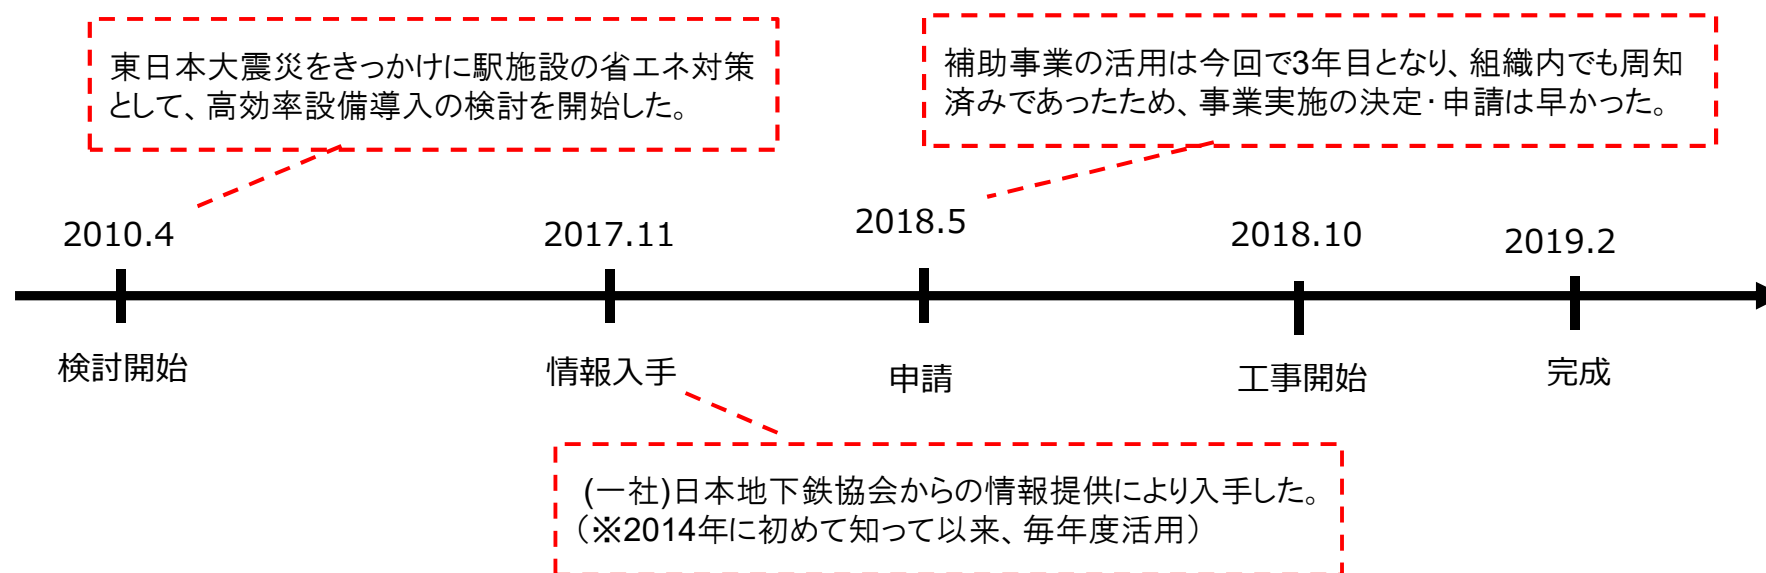 東日本大震災をきっかけに駅施設の省エネ対策
として、高効率設備導入の検討を開始した。
補助事業の活用は今回で3年目となり、組織内でも周知
済みであったため、事業実施の決定・申請は早かった。
2010.4
2017.11
2018.5
2018.10
2019.2
検討開始
情報入手
申請
工事開始
完成
(一社)日本地下鉄協会からの情報提供により入手した。
（※2014年に初めて知って以来、毎年度活用）